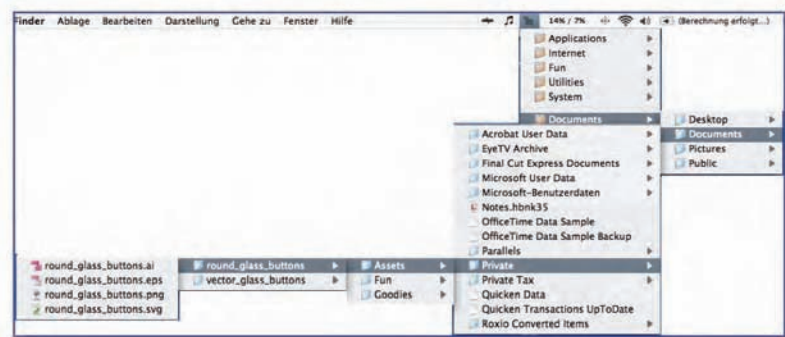 Finder Ablage Bearbeiten Darstellung Gehe zu Fenster Hilfe 14% / 7% (Berechnung erfolgt...)
Applications
Internet
Fun
Utilities
System
Documents
Desktop
Documents
Pictures
Public
Acrobat User Data
EyeTV Archive
Final Cut Express Documents
Microsoft User Data
Microsoft-Benutzerdaten
Notes.hbnk35
OfficeTime Data Sample
OfficeTime Data Sample Backup
Parallels
Private
Private Tax
Quicken Data
Quicken Transactions UpToDate
Roxio Converted Items
Assets
Fun
Goodies
round_glass_buttons
vector_glass_buttons
round_glass_buttons.ai
round_glass_buttons.eps
round_glass_buttons.png
round_glass_buttons.svg